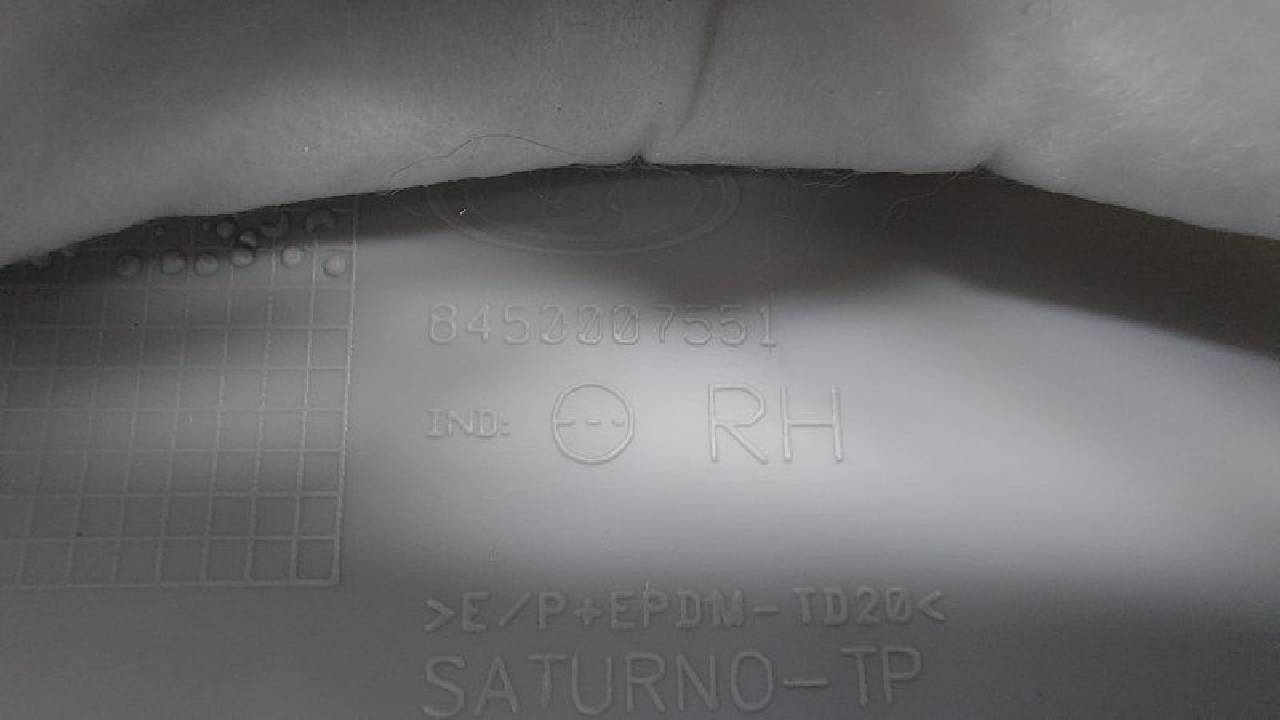 8450007551
IND: --- RH
>E/P+EPDM-TD20<
SATURNO-TP